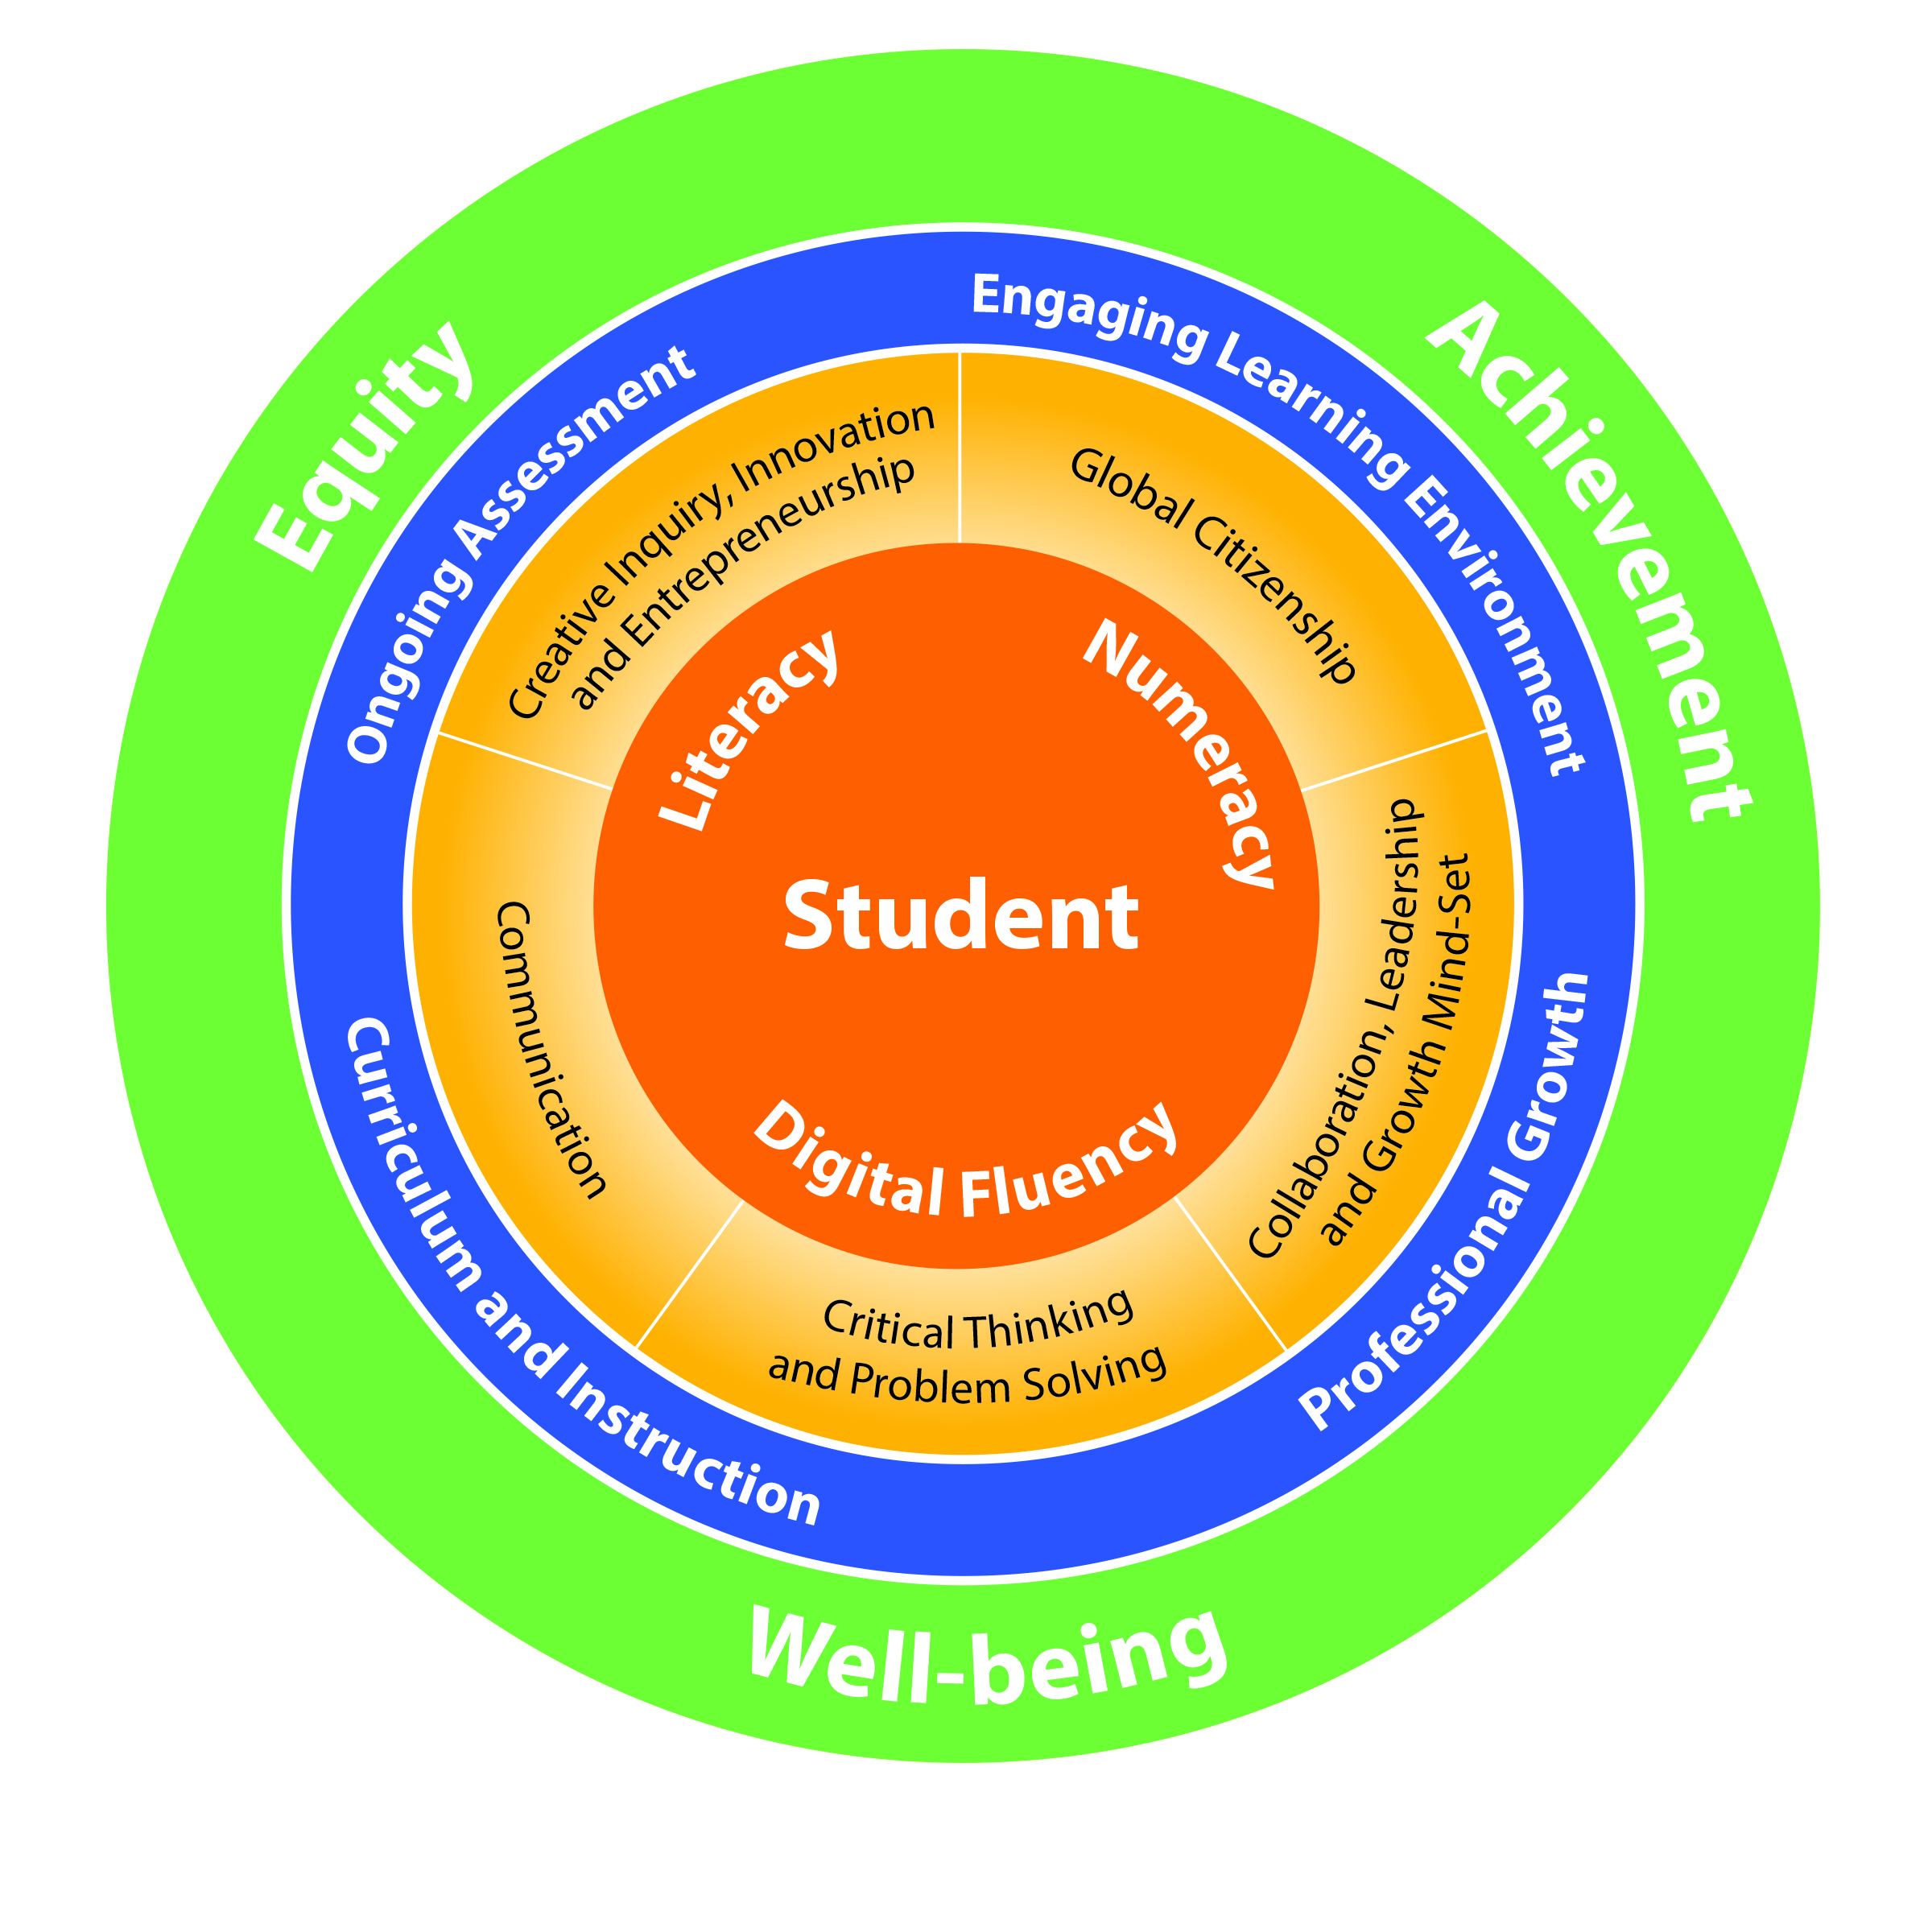 Equity
Achievement
Well-being
Ongoing Assessment
Engaging Learning Environment
Professional Growth
Curriculum and Instruction
Creative Inquiry, Innovation
and Entrepreneurship
Global Citizenship
Collaboration, Leadership
and Growth Mind-Set
Critical Thinking
and Problem Solving
Communication
Literacy
Numeracy
Student
Digital Fluency